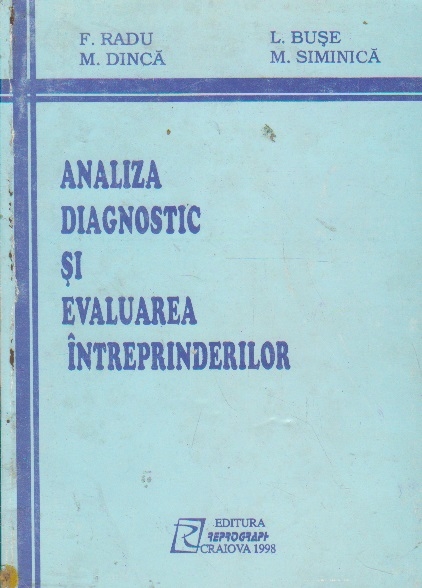 F. RADU L. BUȘE
M. DINCĂ M. SIMINICĂ
ANALIZA
DIAGNOSTIC
ȘI
EVALUAREA
ÎNTREPRINDERILOR
EDITURA
REPROGRAPH
CRAIOVA 1998